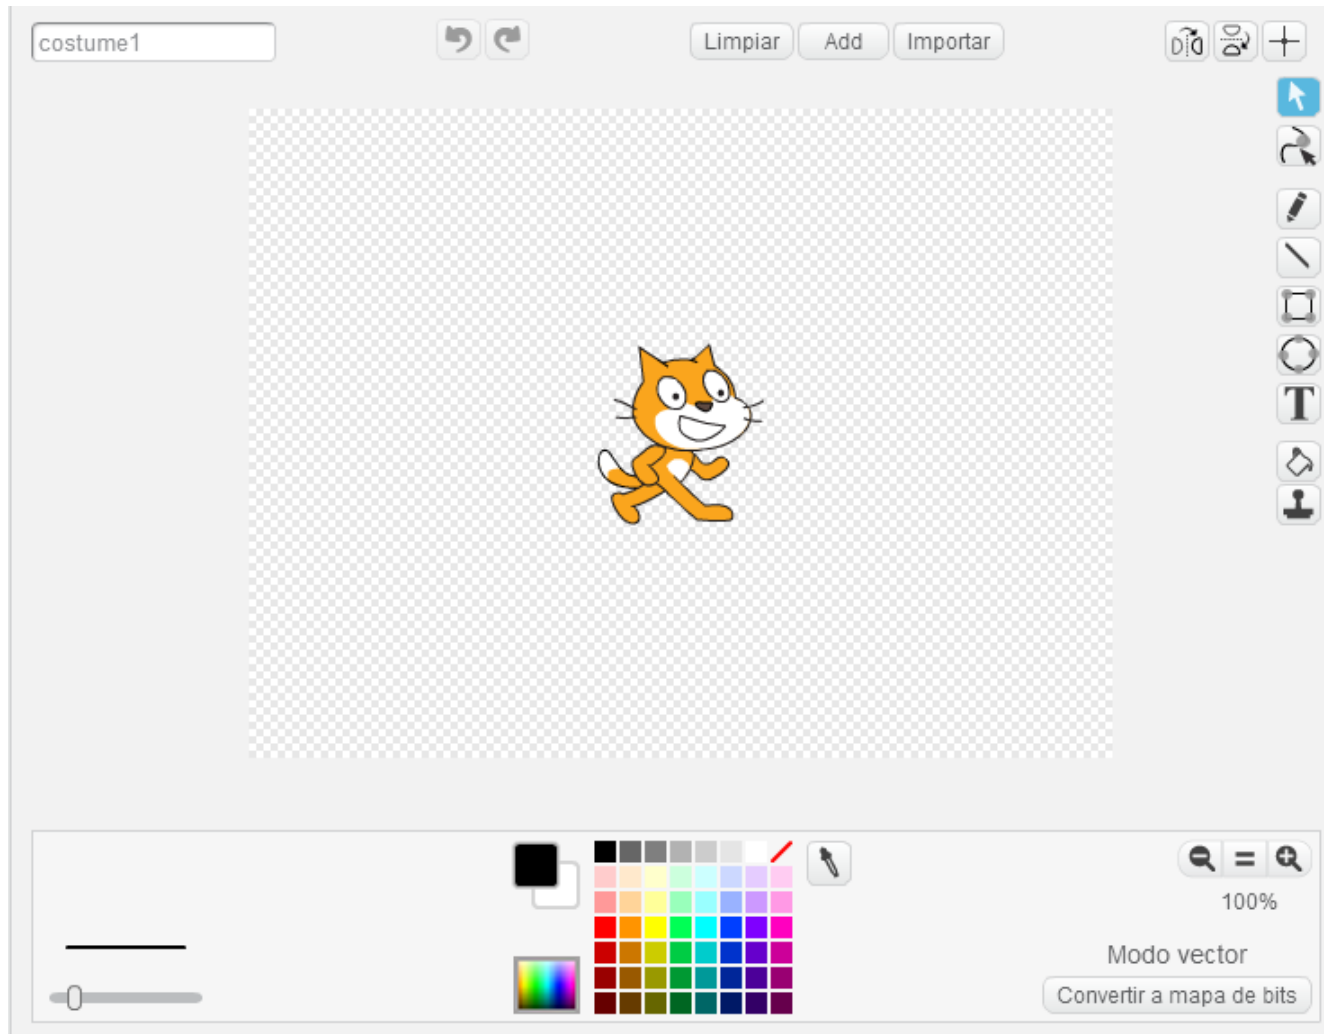 costume1
Limpiar
Add
Importar
T
100%
Modo vector
Convertir a mapa de bits